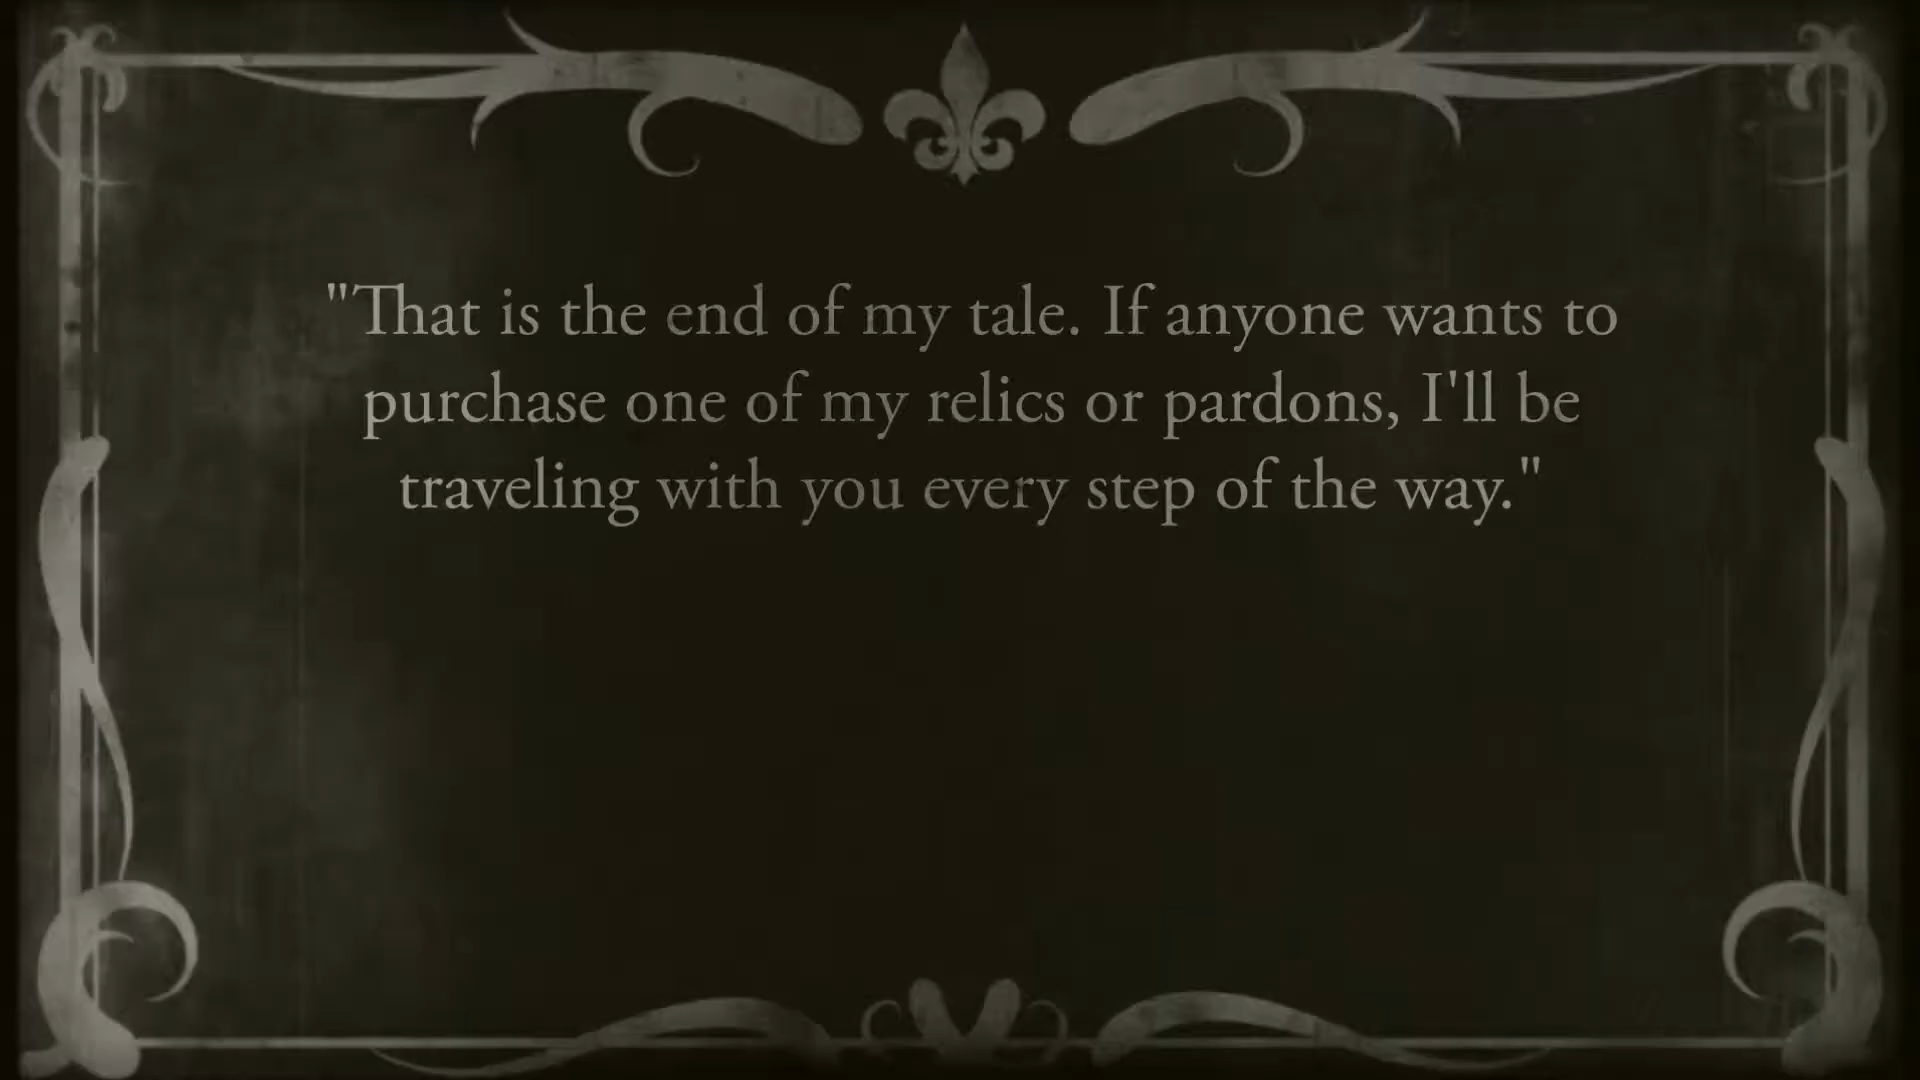 "That is the end of my tale. If anyone wants to
purchase one of my relics or pardons, I'll be
traveling with you every step of the way."